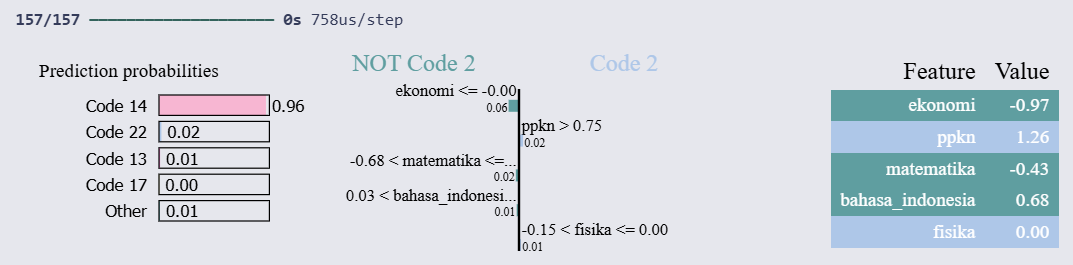 157/157 ━━━━━━━━━━━━━━━━━━━━ 0s 758us/step
Prediction probabilities
Code 14 0.96
Code 22 0.02
Code 13 0.01
Code 17 0.00
Other 0.01
NOT Code 2 Code 2
ekonomi <= -0.00
0.06
ppkn > 0.75
0.02
-0.68 < matematika <=...
0.02
0.03 < bahasa_indonesi...
0.01
-0.15 < fisika <= 0.00
0.01
Feature Value
ekonomi -0.97
ppkn 1.26
matematika -0.43
bahasa_indonesia 0.68
fisika 0.00